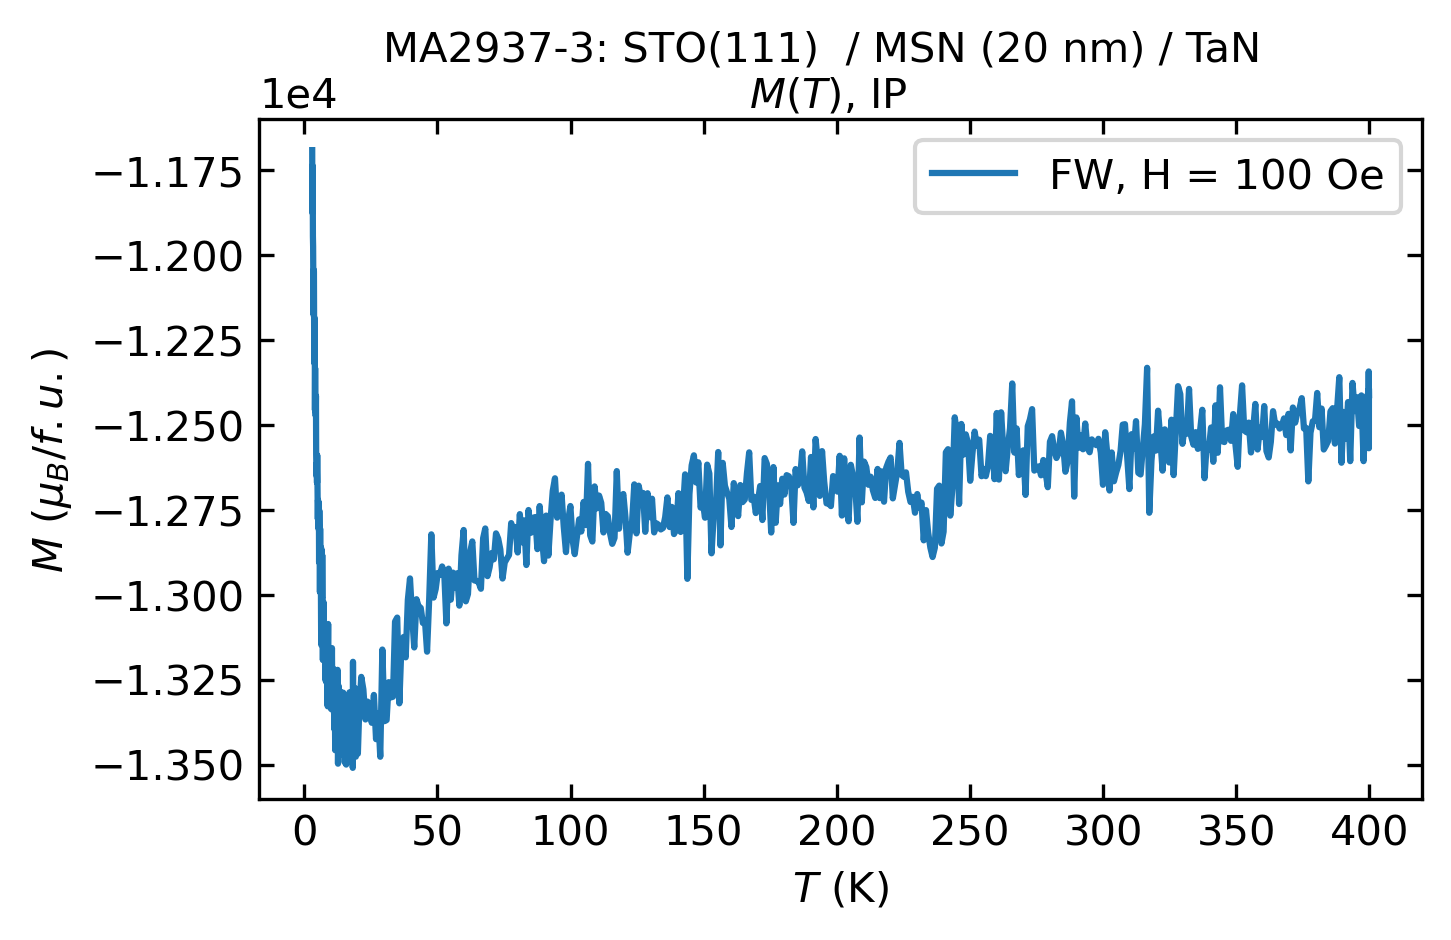 MA2937-3: STO(111)  / MSN (20 nm) / TaN
M(T), IP
1e4
−1.175
−1.200
−1.225
−1.250
−1.275
−1.300
−1.325
−1.350
M (μ_B/f. u. )
FW, H = 100 Oe
0 50 100 150 200 250 300 350 400
T (K)